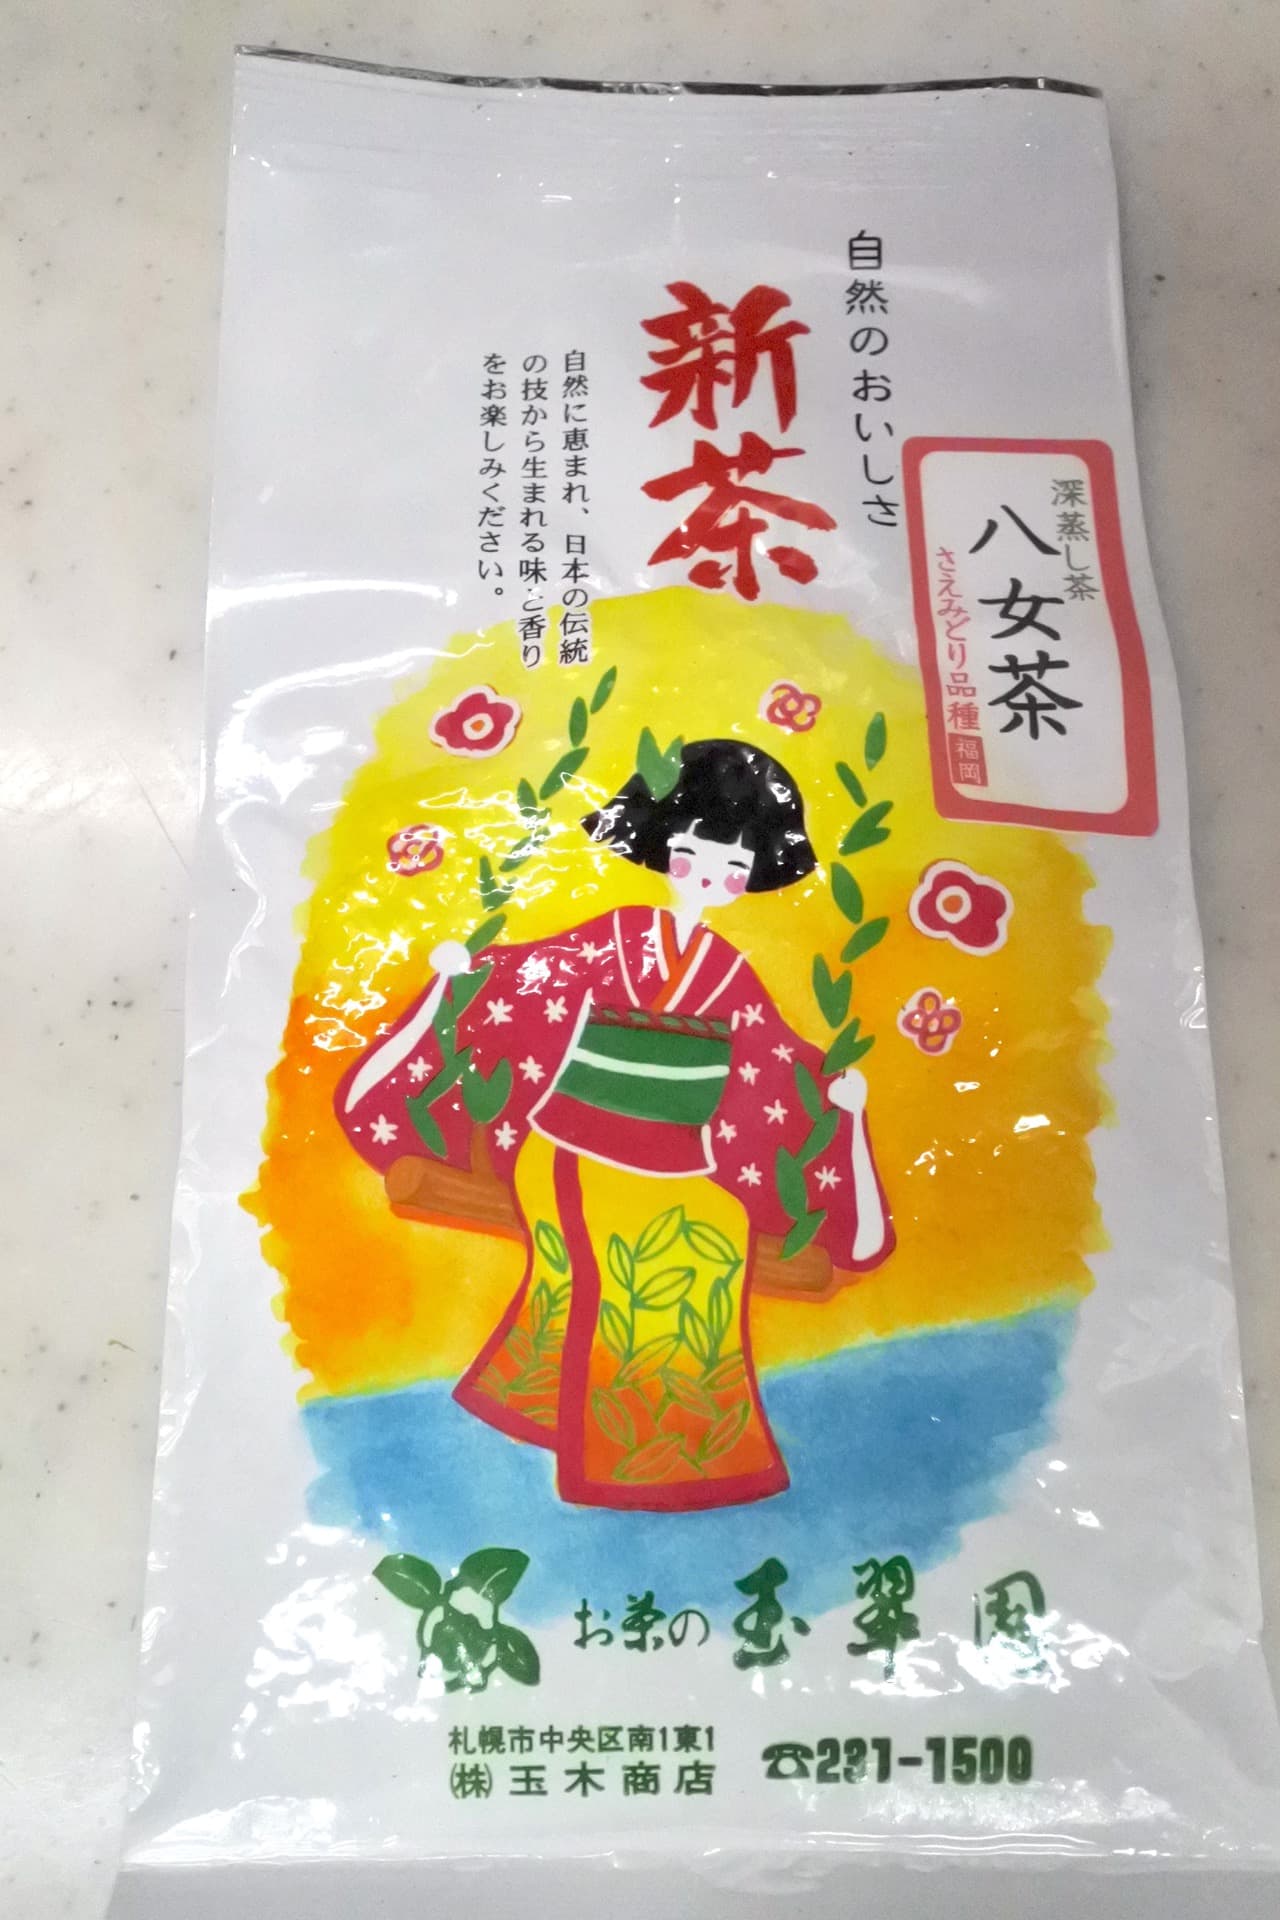 自然のおいしさ
新茶
自然に恵まれ、日本の伝統
の技から生まれる味と香り
をお楽しみください。
深蒸し茶
八女茶
さえみどり品種
福岡
お茶の玉翠園
札幌市中央区南1東1
㈱玉木商店
☎231-1500